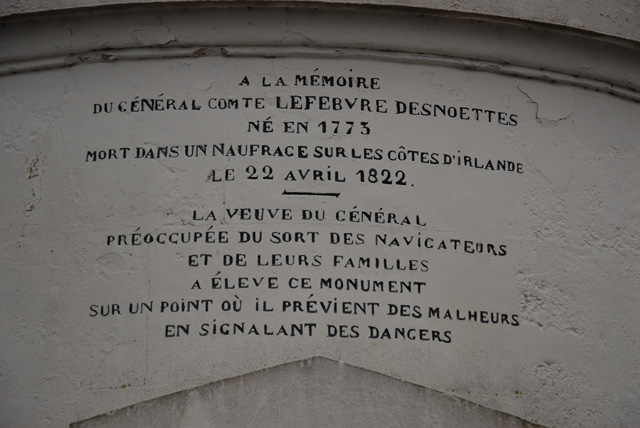 A LA MÉMOIRE
DU GÉNÉRAL COMTE LEFEBVRE DESNOETTES
NÉ EN 1773
MORT DANS UN NAUFRAGE SUR LES CÔTES D'IRLANDE
LE 22 AVRIL 1822.
LA VEUVE DU GÉNÉRAL
PRÉOCCUPÉE DU SORT DES NAVIGATEURS
ET DE LEURS FAMILLES
A ÉLEVE CE MONUMENT
SUR UN POINT OÙ IL PRÉVIENT DES MALHEURS
EN SIGNALANT DES DANGERS